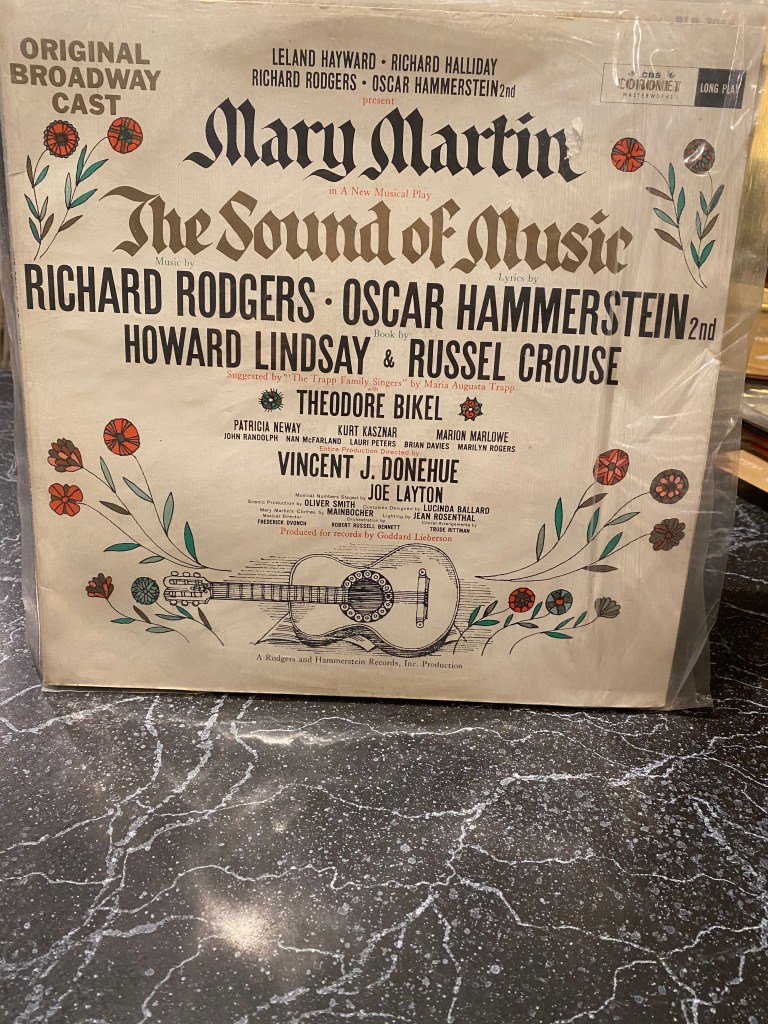 ORIGINAL
BROADWAY
CAST
LELAND HAYWARD • RICHARD HALLIDAY
RICHARD RODGERS • OSCAR HAMMERSTEIN 2nd
present
CBS
CORONET
MASTERWORKS
LONG PLAY
Mary Martin
in A New Musical Play
The Sound of Music
Music by
Lyrics by
RICHARD RODGERS · OSCAR HAMMERSTEIN 2nd
Book by
HOWARD LINDSAY & RUSSEL CROUSE
Suggested by "The Trapp Family Singers" by Maria Augusta Trapp
with
THEODORE BIKEL
PATRICIA NEWAY KURT KASZNAR MARION MARLOWE
JOHN RANDOLPH NAN McFARLAND LAURI PETERS BRIAN DAVIES MARILYN ROGERS
Entire Production Directed by
VINCENT J. DONEHUE
Musical Numbers Staged by JOE LAYTON
Scenic Production by OLIVER SMITH Costumes Designed by LUCINDA BALLARD
Mary Martin's Clothes by MAINBOCHER Lighting by JEAN ROSENTHAL
Musical Director Orchestration by Choral Arrangements by
FREDERICK DVONCH ROBERT RUSSELL BENNETT TRUDE RITTMAN
Produced for records by Goddard Lieberson
A Rodgers and Hammerstein Records, Inc. Production